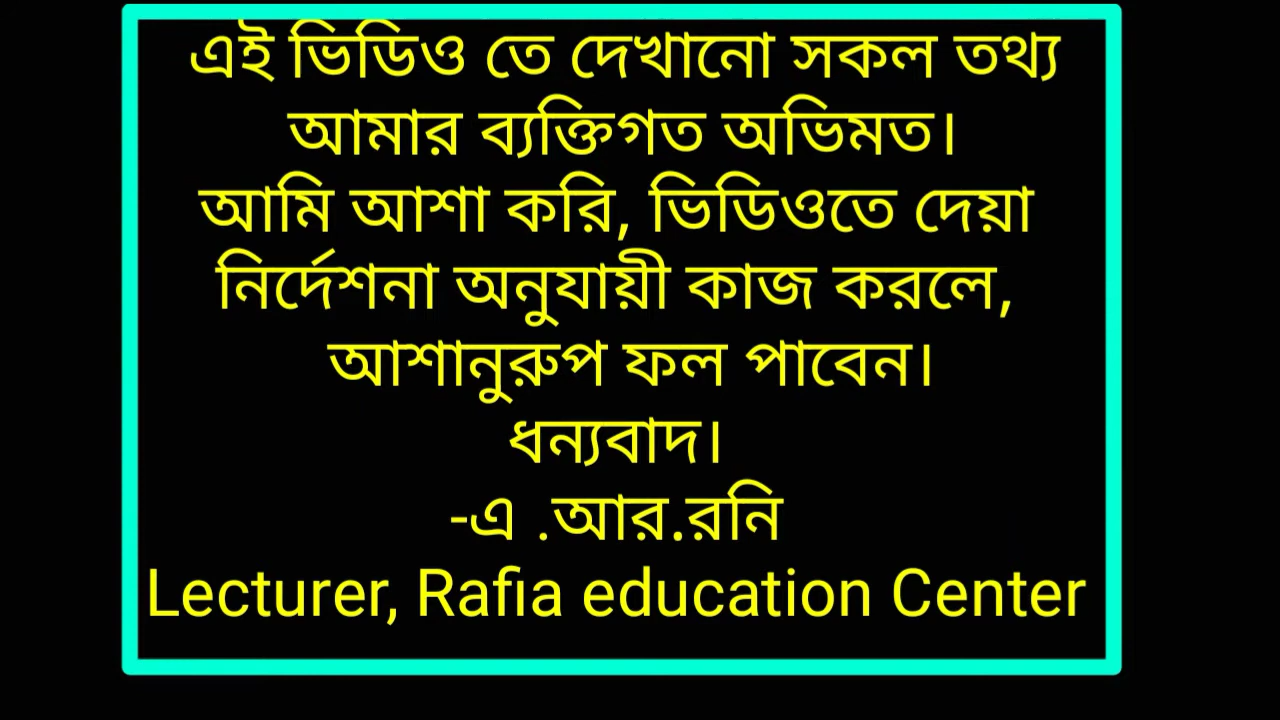 এই ভিডিও তে দেখানো সকল তথ্য
আমার ব্যক্তিগত অভিমত।
আমি আশা করি, ভিডিওতে দেয়া
নির্দেশনা অনুযায়ী কাজ করলে,
আশানুরুপ ফল পাবেন।
ধন্যবাদ।
-এ .আর.রনি
Lecturer, Rafia education Center